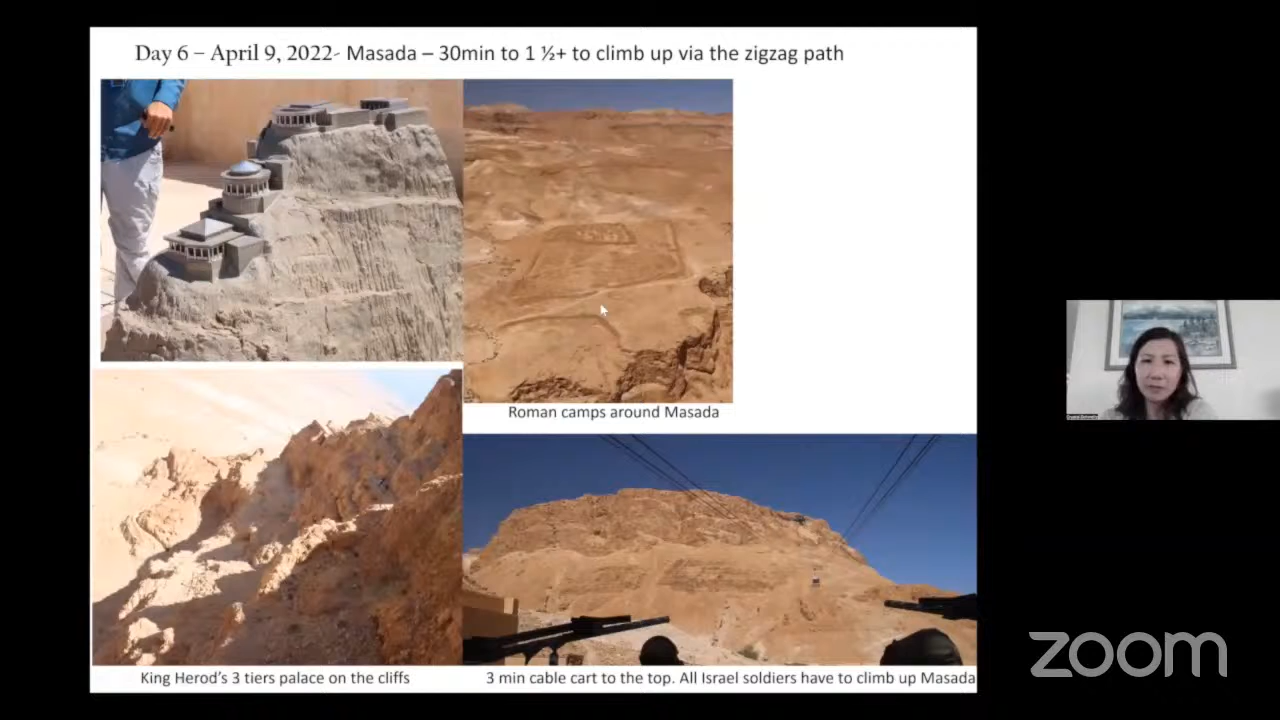 Day 6 – April 9, 2022- Masada – 30min to 1 ½+ to climb up via the zigzag path
Roman camps around Masada
King Herod's 3 tiers palace on the cliffs
3 min cable cart to the top. All Israel soldiers have to climb up Masada
zoom